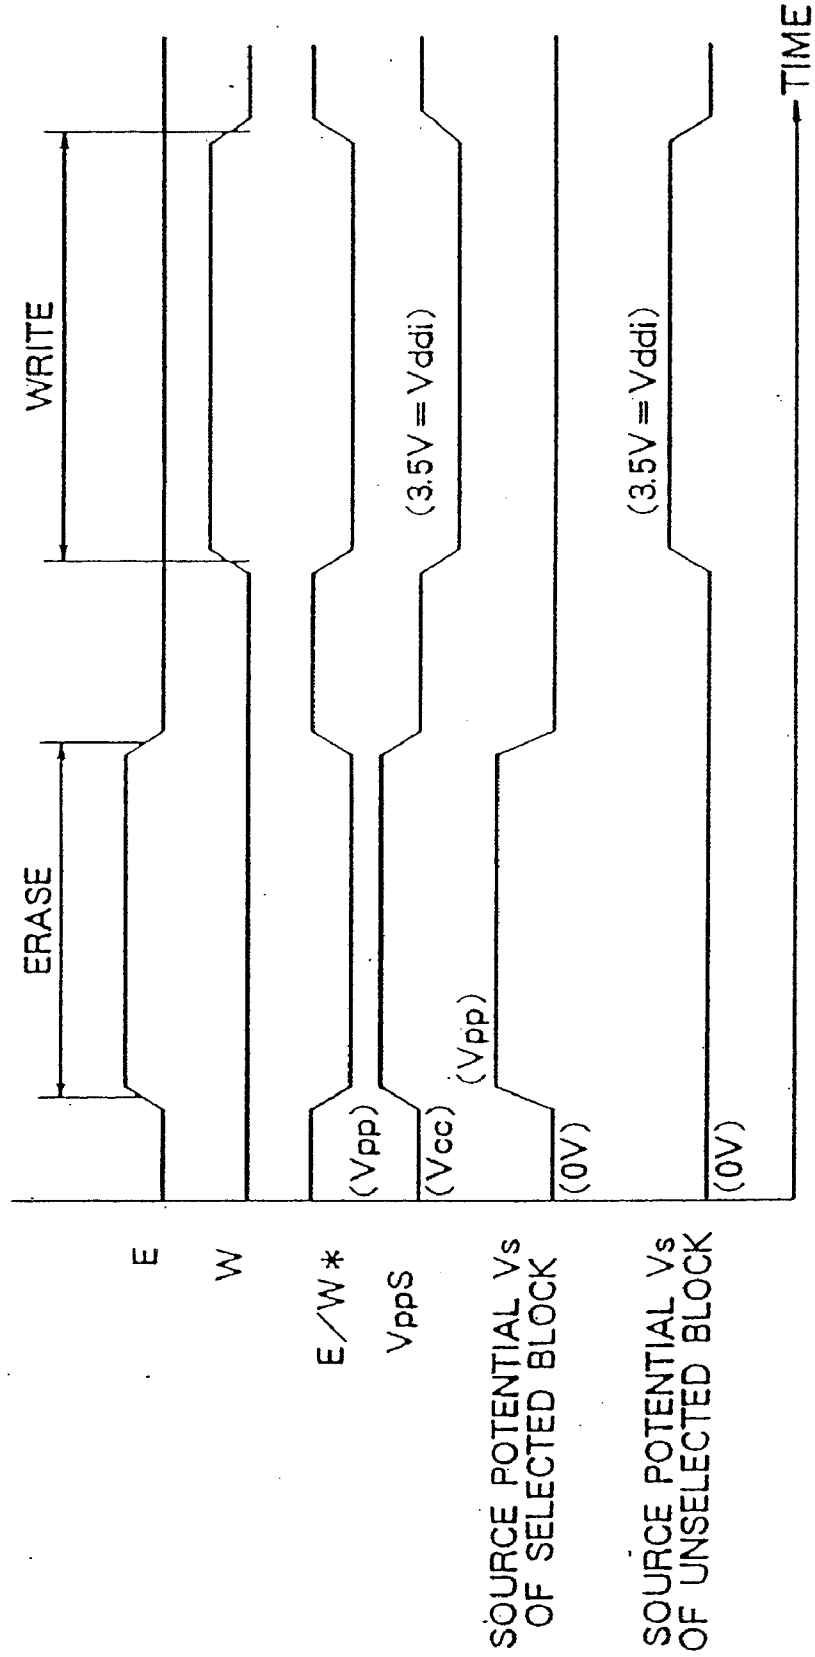 ERASE
WRITE
E
W
E/W*
VppS
(Vpp)
(Vcc)
(3.5V=Vddi)
SOURCE POTENTIAL Vs
OF SELECTED BLOCK
(0V)
(Vpp)
SOURCE POTENTIAL Vs
OF UNSELECTED BLOCK
(0V)
(3.5V=Vddi)
TIME